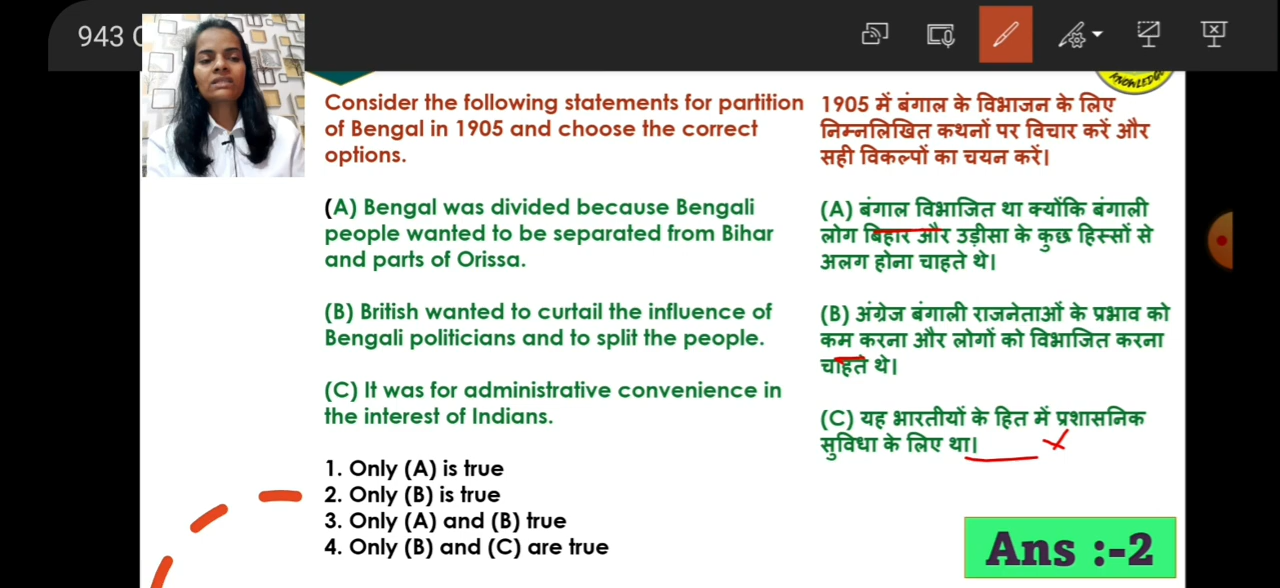 943
KNOWLEDGE
Consider the following statements for partition
of Bengal in 1905 and choose the correct
options.
(A) Bengal was divided because Bengali
people wanted to be separated from Bihar
and parts of Orissa.
(B) British wanted to curtail the influence of
Bengali politicians and to split the people.
(C) It was for administrative convenience in
the interest of Indians.
1. Only (A) is true
2. Only (B) is true
3. Only (A) and (B) true
4. Only (B) and (C) are true
1905 में बंगाल के विभाजन के लिए
निम्नलिखित कथनों पर विचार करें और
सही विकल्पों का चयन करें।
(A) बंगाल विभाजित था क्योंकि बंगाली
लोग बिहार और उड़ीसा के कुछ हिस्सों से
अलग होना चाहते थे।
(B) अंग्रेज बंगाली राजनेताओं के प्रभाव को
कम करना और लोगों को विभाजित करना
चाहते थे।
(C) यह भारतीयों के हित में प्रशासनिक
सुविधा के लिए था।
Ans :-2